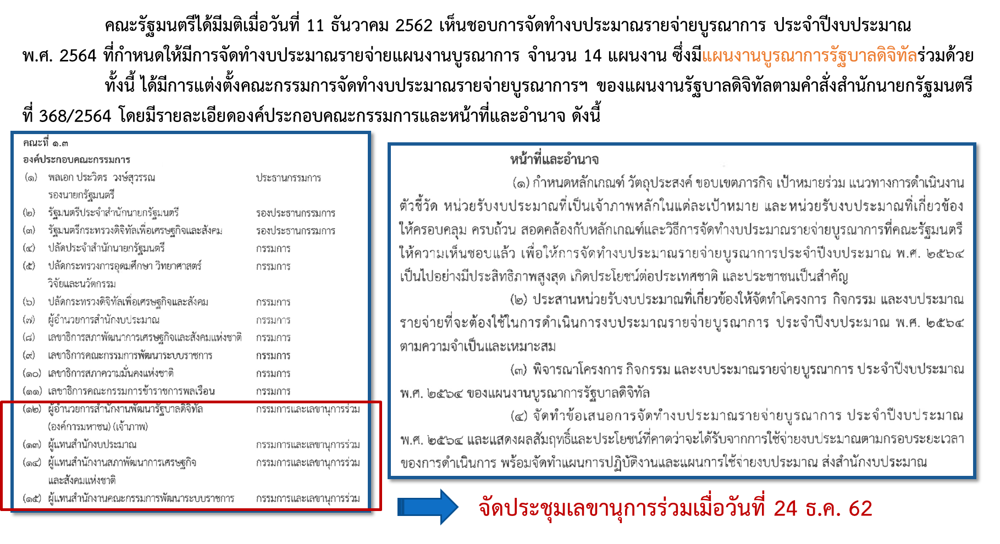 คณะรัฐมนตรีได้มีมติเมื่อวันที่ 11 ธันวาคม 2562 เห็นชอบการจัดทำงบประมาณรายจ่ายบูรณาการ ประจำปีงบประมาณ
พ.ศ. 2564 ที่กำหนดให้มีการจัดทำงบประมาณรายจ่ายแผนงานบูรณาการ จำนวน 14 แผนงาน ซึ่งมีแผนงานบูรณาการรัฐบาลดิจิทัลร่วมด้วย
ทั้งนี้ ได้มีการแต่งตั้งคณะกรรมการจัดทำงบประมาณรายจ่ายบูรณาการฯ ของแผนงานรัฐบาลดิจิทัลตามคำสั่งสำนักนายกรัฐมนตรี
ที่ 368/2564 โดยมีรายละเอียดองค์ประกอบคณะกรรมการและหน้าที่และอำนาจ ดังนี้
คณะที่ ๑.๓
องค์ประกอบคณะกรรมการ
(๑) พลเอก ประวิตร วงษ์สุวรรณ ประธานกรรมการ
รองนายกรัฐมนตรี
(๒) รัฐมนตรีประจำสำนักนายกรัฐมนตรี รองประธานกรรมการ
(๓) รัฐมนตรีกระทรวงดิจิทัลเพื่อเศรษฐกิจและสังคม รองประธานกรรมการ
(๔) ปลัดประจำสำนักนายกรัฐมนตรี กรรมการ
(๕) ปลัดกระทรวงการอุดมศึกษา วิทยาศาสตร์ กรรมการ
วิจัยและนวัตกรรม
(๖) ปลัดกระทรวงดิจิทัลเพื่อเศรษฐกิจและสังคม กรรมการ
(๗) ผู้อำนวยการสำนักงบประมาณ กรรมการ
(๘) เลขาธิการสภาพัฒนาการเศรษฐกิจและสังคมแห่งชาติ กรรมการ
(๙) เลขาธิการคณะกรรมการพัฒนาระบบราชการ กรรมการ
(๑๐) เลขาธิการสภาความมั่นคงแห่งชาติ กรรมการ
(๑๑) เลขาธิการคณะกรรมการข้าราชการพลเรือน กรรมการ
(๑๒) ผู้อำนวยการสำนักงานพัฒนารัฐบาลดิจิทัล กรรมการและเลขานุการร่วม
(องค์การมหาชน) (เจ้าภาพ)
(๑๓) ผู้แทนสำนักงบประมาณ กรรมการและเลขานุการร่วม
(๑๔) ผู้แทนสำนักงานสภาพัฒนาการเศรษฐกิจ กรรมการและเลขานุการร่วม
และสังคมแห่งชาติ
(๑๕) ผู้แทนสำนักงานคณะกรรมการพัฒนาระบบราชการ กรรมการและเลขานุการร่วม
หน้าที่และอำนาจ
(๑) กำหนดหลักเกณฑ์ วัตถุประสงค์ ขอบเขตภารกิจ เป้าหมายร่วม แนวทางการดำเนินงาน
ตัวชี้วัด หน่วยรับงบประมาณที่เป็นเจ้าภาพหลักในแต่ละเป้าหมาย และหน่วยรับงบประมาณที่เกี่ยวข้อง
ให้ครอบคลุม ครบถ้วน สอดคล้องกับหลักเกณฑ์และวิธีการจัดทำงบประมาณรายจ่ายบูรณาการที่คณะรัฐมนตรี
ให้ความเห็นชอบแล้ว เพื่อให้การจัดทำงบประมาณรายจ่ายบูรณาการประจำปีงบประมาณ พ.ศ. ๒๕๖๔
เป็นไปอย่างมีประสิทธิภาพสูงสุด เกิดประโยชน์ต่อประเทศชาติ และประชาชนเป็นสำคัญ
(๒) ประสานหน่วยรับงบประมาณที่เกี่ยวข้องให้จัดทำโครงการ กิจกรรม และงบประมาณ
รายจ่ายที่จะต้องใช้ในการดำเนินการงบประมาณรายจ่ายบูรณาการ ประจำปีงบประมาณ พ.ศ. ๒๕๖๔
ตามความจำเป็นและเหมาะสม
(๓) พิจารณาโครงการ กิจกรรม และงบประมาณรายจ่ายบูรณาการ ประจำปีงบประมาณ
พ.ศ. ๒๕๖๔ ของแผนงานบูรณาการรัฐบาลดิจิทัล
(๔) จัดทำข้อเสนอการจัดทำงบประมาณรายจ่ายบูรณาการ ประจำปีงบประมาณ
พ.ศ. ๒๕๖๔ และแสดงผลสัมฤทธิ์และประโยชน์ที่คาดว่าจะได้รับจากการใช้จ่ายงบประมาณตามกรอบระยะเวลา
ของการดำเนินการ พร้อมจัดทำแผนการปฏิบัติงานและแผนการใช้จ่ายงบประมาณ ส่งสำนักงบประมาณ
จัดประชุมเลขานุการร่วมเมื่อวันที่ 24 ธ.ค. 62